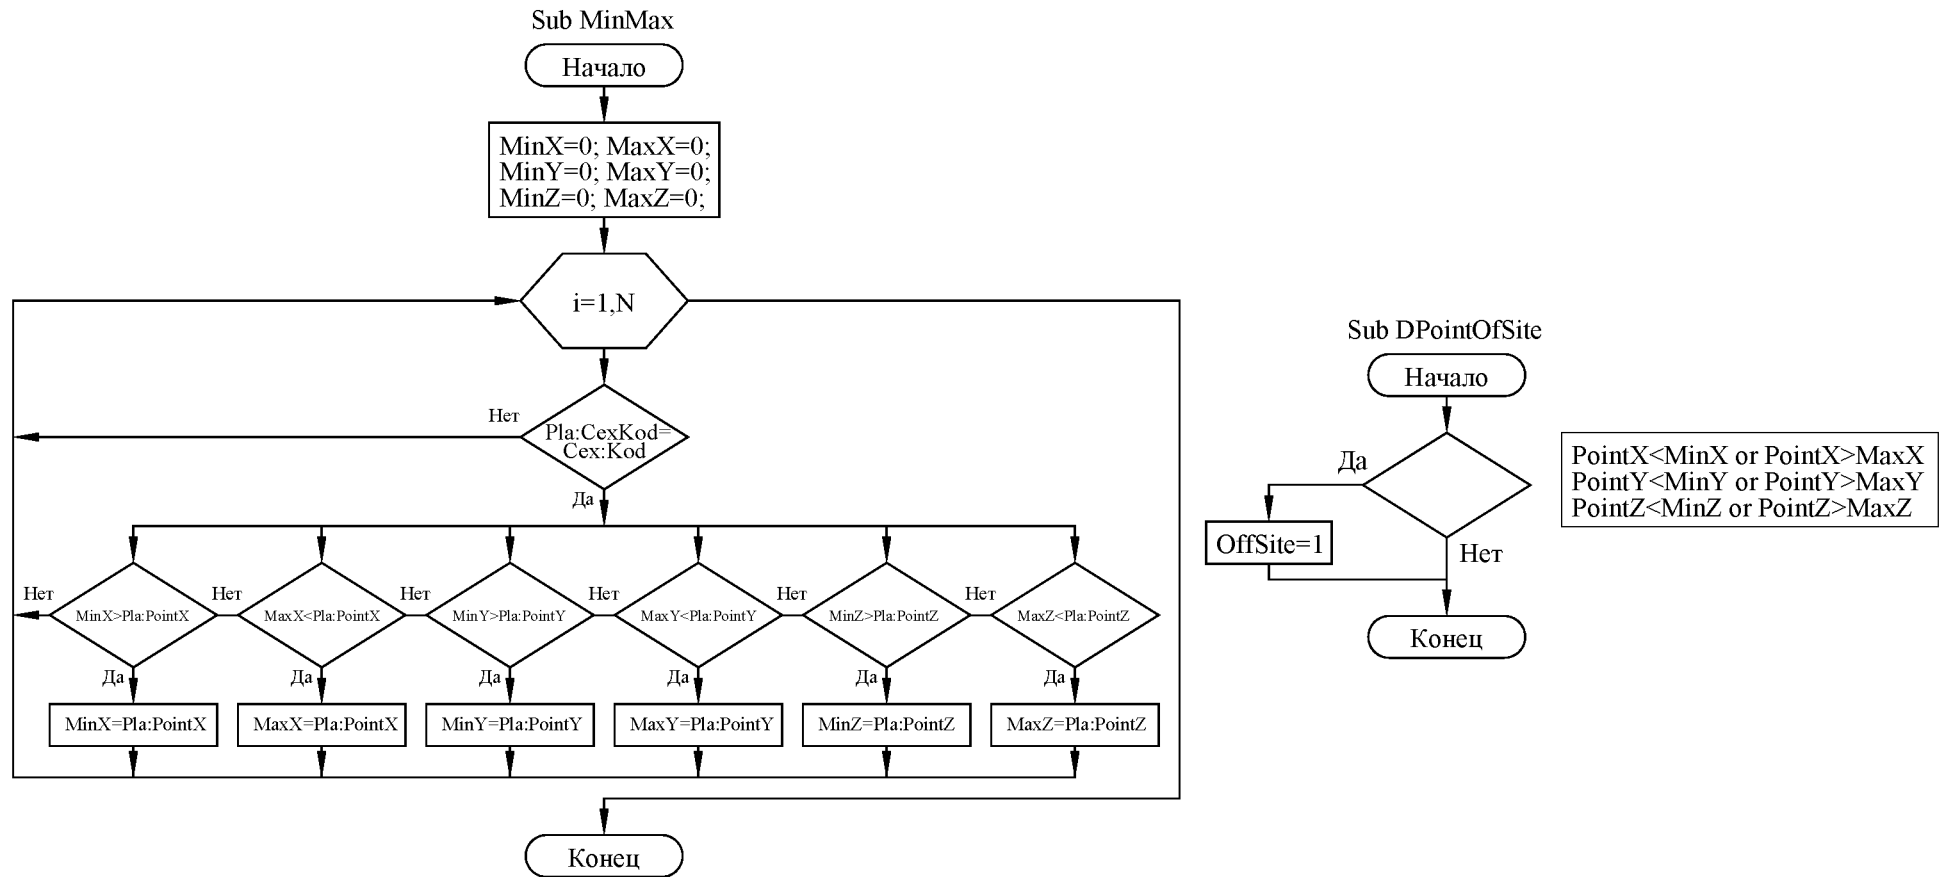 Sub MinMax
Начало
MinX=0; MaxX=0;
MinY=0; MaxY=0;
MinZ=0; MaxZ=0;
i=1,N
Нет
Pla:CexKod=
Cex:Kod
Да
Нет
MinX>Pla:PointX
Нет
MaxX<Pla:PointX
Нет
MinY>Pla:PointY
Нет
MaxY<Pla:PointY
Нет
MinZ>Pla:PointZ
Нет
MaxZ<Pla:PointZ
Да
Да
Да
Да
Да
Да
MinX=Pla:PointX
MaxX=Pla:PointX
MinY=Pla:PointY
MaxY=Pla:PointY
MinZ=Pla:PointZ
MaxZ=Pla:PointZ
Конец
Sub DPointOfSite
Начало
Да
OffSite=1
Нет
Конец
PointX<MinX or PointX>MaxX
PointY<MinY or PointY>MaxY
PointZ<MinZ or PointZ>MaxZ